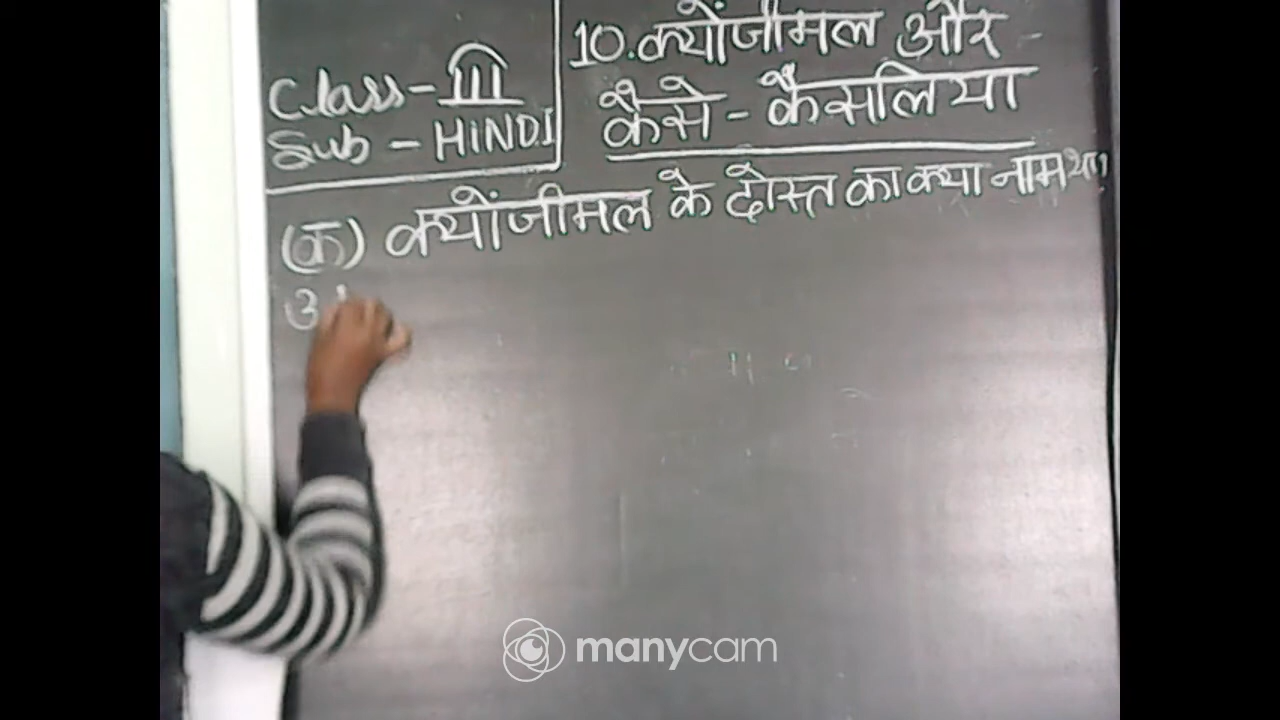 Class - III
Sub - HINDI
10. क्योंजीमल और
कैसे - कैसलिया
(क) क्योंजीमल के दोस्त का क्या नाम था?
उ
manycam